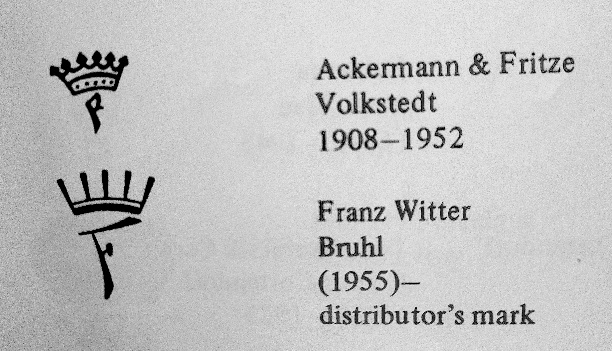 Ackermann & Fritze
Volkstedt
1908–1952
F
Franz Witter
Bruhl
(1955)–
distributor's mark